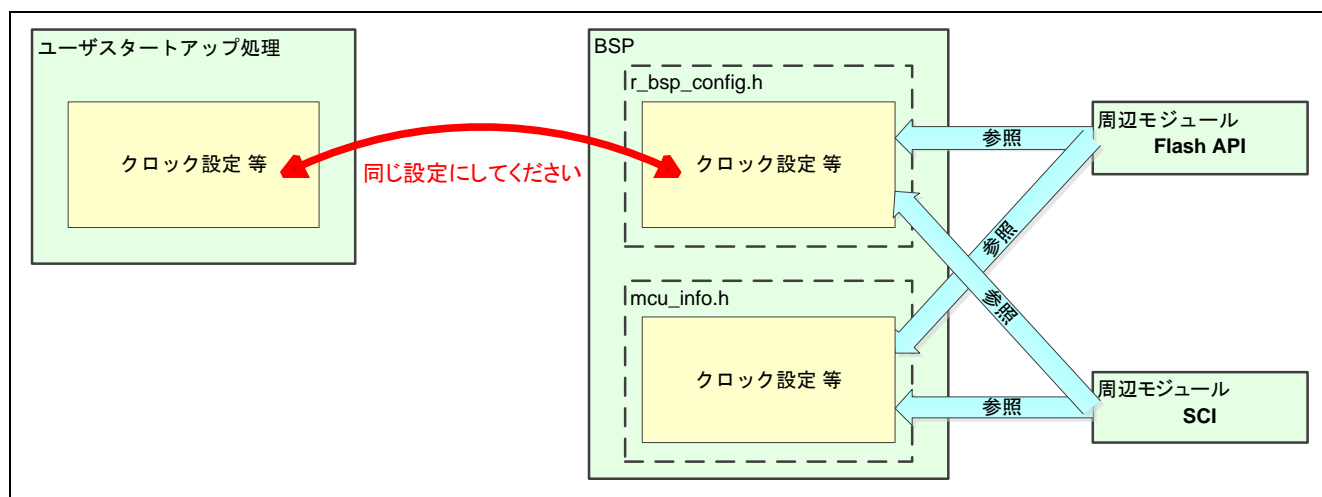 ユーザスタートアップ処理
クロック設定 等
同じ設定にしてください
BSP
r_bsp_config.h
クロック設定 等
mcu_info.h
クロック設定 等
参照
参照
参照
参照
周辺モジュール
Flash API
周辺モジュール
SCI